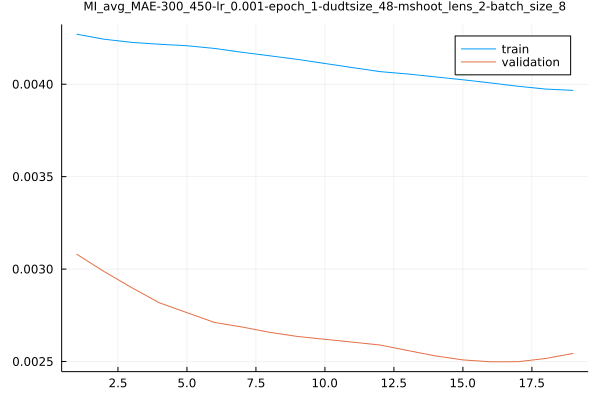 MI_avg_MAE-300_450-lr_0.001-epoch_1-dudtsize_48-mshoot_lens_2-batch_size_8
train
validation
0.0040
0.0035
0.0030
0.0025
2.5 5.0 7.5 10.0 12.5 15.0 17.5